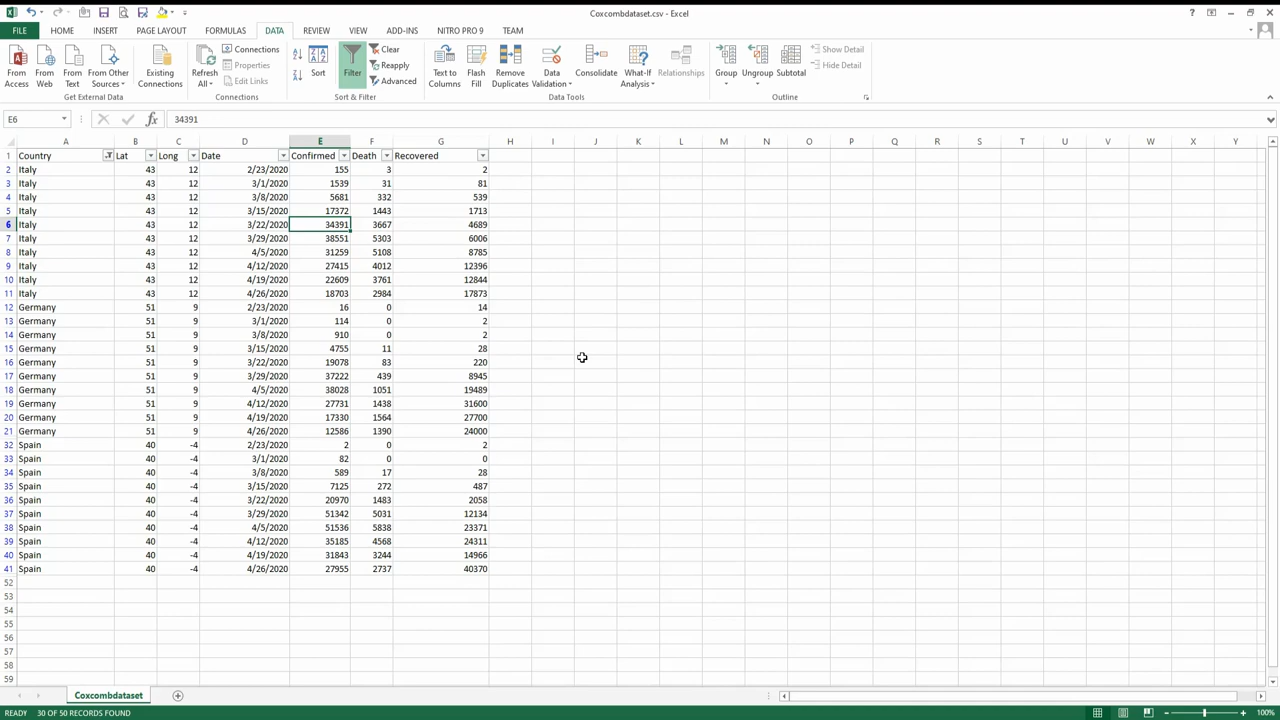 Coxcombdataset.csv - Excel
FILE HOME INSERT PAGE LAYOUT FORMULAS DATA REVIEW VIEW ADD-INS NITRO PRO 9 TEAM
From Access From Web From Text From Other Sources Existing Connections Refresh All Connections Properties Edit Links Sort Filter Clear Reapply Advanced Text to Columns Flash Fill Remove Duplicates Data Validation Consolidate What-If Analysis Relationships Group Ungroup Subtotal Show Detail Hide Detail
Get External Data Connections Sort & Filter Data Tools Outline
E6 34391
A B C D E F G H I J K L M N O P Q R S T U V W X Y
1 Country Lat Long Date Confirmed Death Recovered
2 Italy 43 12 2/23/2020 155 3 2
3 Italy 43 12 3/1/2020 1539 31 81
4 Italy 43 12 3/8/2020 5681 332 539
5 Italy 43 12 3/15/2020 17372 1443 1713
6 Italy 43 12 3/22/2020 34391 3667 4689
7 Italy 43 12 3/29/2020 38551 5303 6006
8 Italy 43 12 4/5/2020 31259 5108 8785
9 Italy 43 12 4/12/2020 27415 4012 12396
10 Italy 43 12 4/19/2020 22609 3761 12844
11 Italy 43 12 4/26/2020 18703 2984 17873
12 Germany 51 9 2/23/2020 16 0 14
13 Germany 51 9 3/1/2020 114 0 2
14 Germany 51 9 3/8/2020 910 0 2
15 Germany 51 9 3/15/2020 4755 11 28
16 Germany 51 9 3/22/2020 19078 83 220
17 Germany 51 9 3/29/2020 37222 439 8945
18 Germany 51 9 4/5/2020 38028 1051 19489
19 Germany 51 9 4/12/2020 27731 1438 31600
20 Germany 51 9 4/19/2020 17330 1564 27700
21 Germany 51 9 4/26/2020 12586 1390 24000
32 Spain 40 -4 2/23/2020 2 0 2
33 Spain 40 -4 3/1/2020 82 0 0
34 Spain 40 -4 3/8/2020 589 17 28
35 Spain 40 -4 3/15/2020 7125 272 487
36 Spain 40 -4 3/22/2020 20970 1483 2058
37 Spain 40 -4 3/29/2020 51342 5031 12134
38 Spain 40 -4 4/5/2020 51536 5838 23371
39 Spain 40 -4 4/12/2020 35185 4568 24311
40 Spain 40 -4 4/19/2020 31843 3244 14966
41 Spain 40 -4 4/26/2020 27955 2737 40370
52
53
54
55
56
57
58
59
Coxcombdataset
READY 30 OF 50 RECORDS FOUND 100%